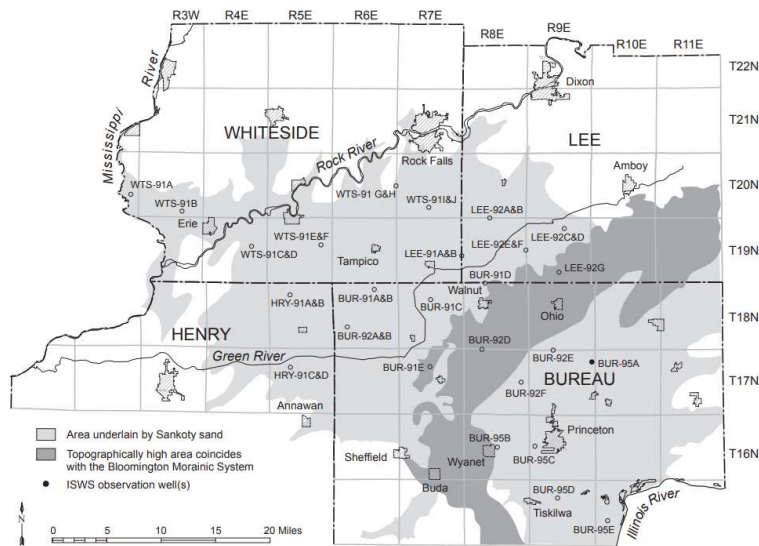 R3W R4E R5E R6E R7E R8E R9E R10E R11E
T22N
T21N
T20N
T19N
T18N
T17N
T16N
Mississippi River
Dixon
WHITESIDE
LEE
Rock River
Rock Falls
Amboy
WTS-91A
WTS-91B
WTS-91 G&H
WTS-91I&J
LEE-92A&B
Erie
WTS-91E&F
WTS-91C&D
Tampico
LEE-91A&B
LEE-92E&F
LEE-92C&D
LEE-92G
BUR-91D
Walnut
HRY-91A&B
BUR-91A&B
BUR-91C
Ohio
HENRY
BUR-92A&B
BUR-92D
BUR-92E
BUR-95A
Green River
HRY-91C&D
BUR-91E
BUREAU
BUR-92F
Annawan
Princeton
Sheffield
BUR-95B
Wyanet
BUR-95C
Buda
BUR-95D
Tiskilwa
BUR-95E
Illinois River
Area underlain by Sankoty sand
Topographically high area coincides
with the Bloomington Morainic System
ISWS observation well(s)
N
0 5 10 20 Miles